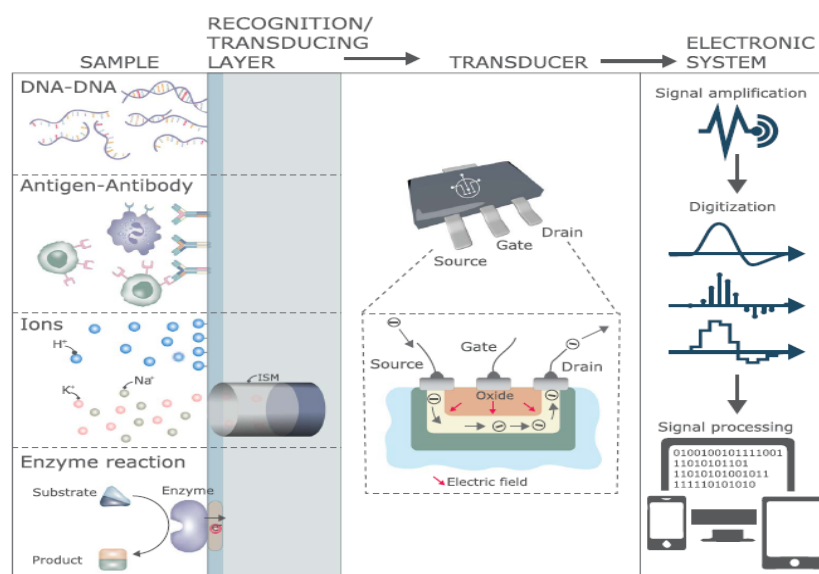 SAMPLE
RECOGNITION/
TRANSDUCING
LAYER
TRANSDUCER
ELECTRONIC
SYSTEM
DNA-DNA
Antigen-Antibody
Ions
H⁺
K⁺
Na⁺
ISM
Enzyme reaction
Substrate
Enzyme
Product
Source
Gate
Drain
Source
Gate
Drain
Oxide
Electric field
Signal amplification
Digitization
Signal processing
0100100101111001
11010101101
11010101001011
111110101010